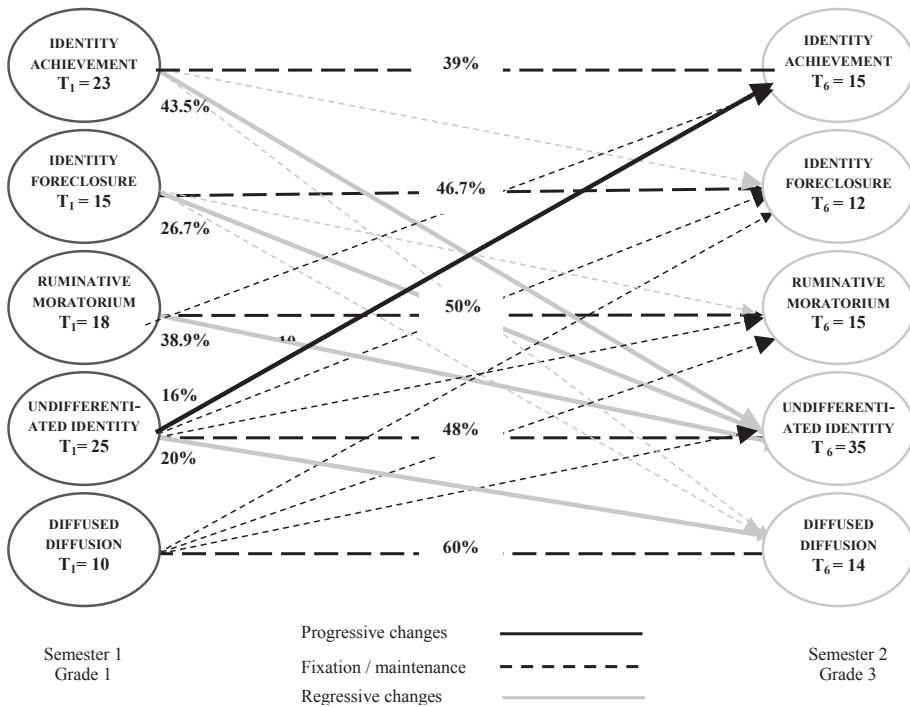 IDENTITY
ACHIEVEMENT
T1 = 23
39%
IDENTITY
ACHIEVEMENT
T6 = 15
43.5%
IDENTITY
FORECLOSURE
T1 = 15
46.7%
IDENTITY
FORECLOSURE
T6 = 12
26.7%
RUMINATIVE
MORATORIUM
T1= 18
50%
RUMINATIVE
MORATORIUM
T6 = 15
38.9%
16%
UNDIFFERENTI-
ATED IDENTITY
T1= 25
48%
UNDIFFERENTI-
ATED IDENTITY
T6 = 35
20%
DIFFUSED
DIFFUSION
T1= 10
60%
DIFFUSED
DIFFUSION
T6 = 14
Semester 1
Grade 1
Progressive changes
Fixation / maintenance
Regressive changes
Semester 2
Grade 3